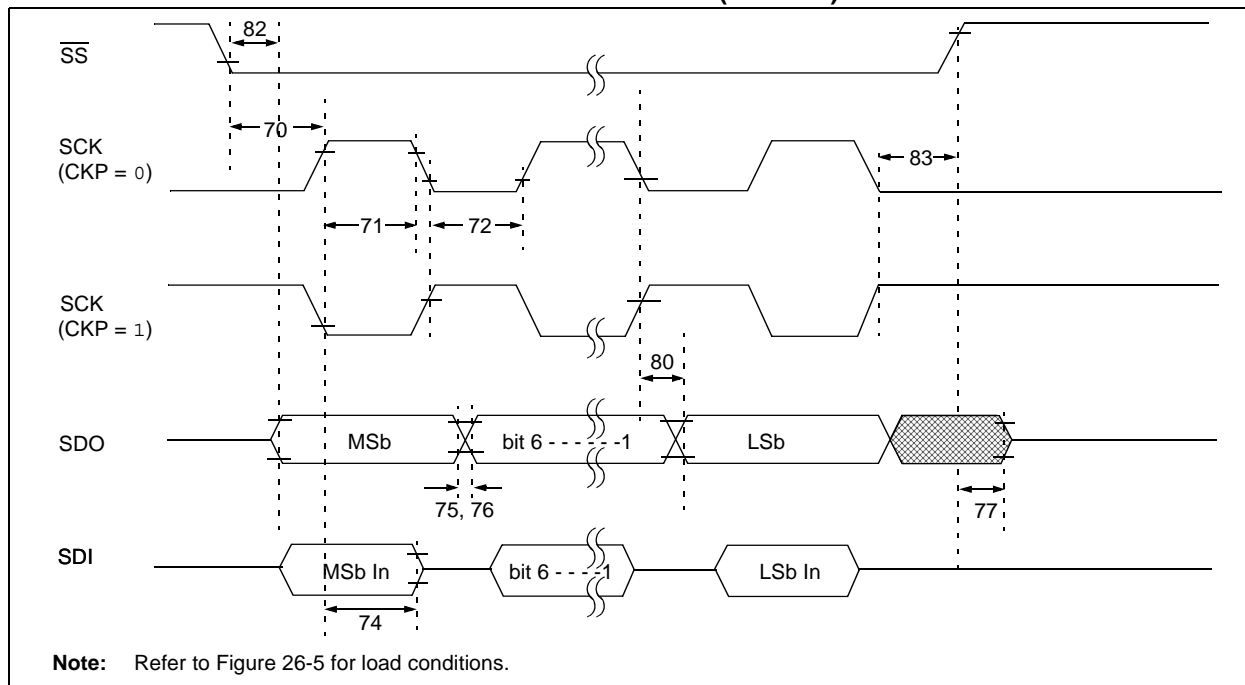 82
SS
70
SCK
(CKP = 0)
83
71
72
SCK
(CKP = 1)
80
SDO
MSb
bit 6 - - - - - -1
LSb
75, 76
77
SDI
MSb In
bit 6 - - - -1
LSb In
74
Note: Refer to Figure 26-5 for load conditions.